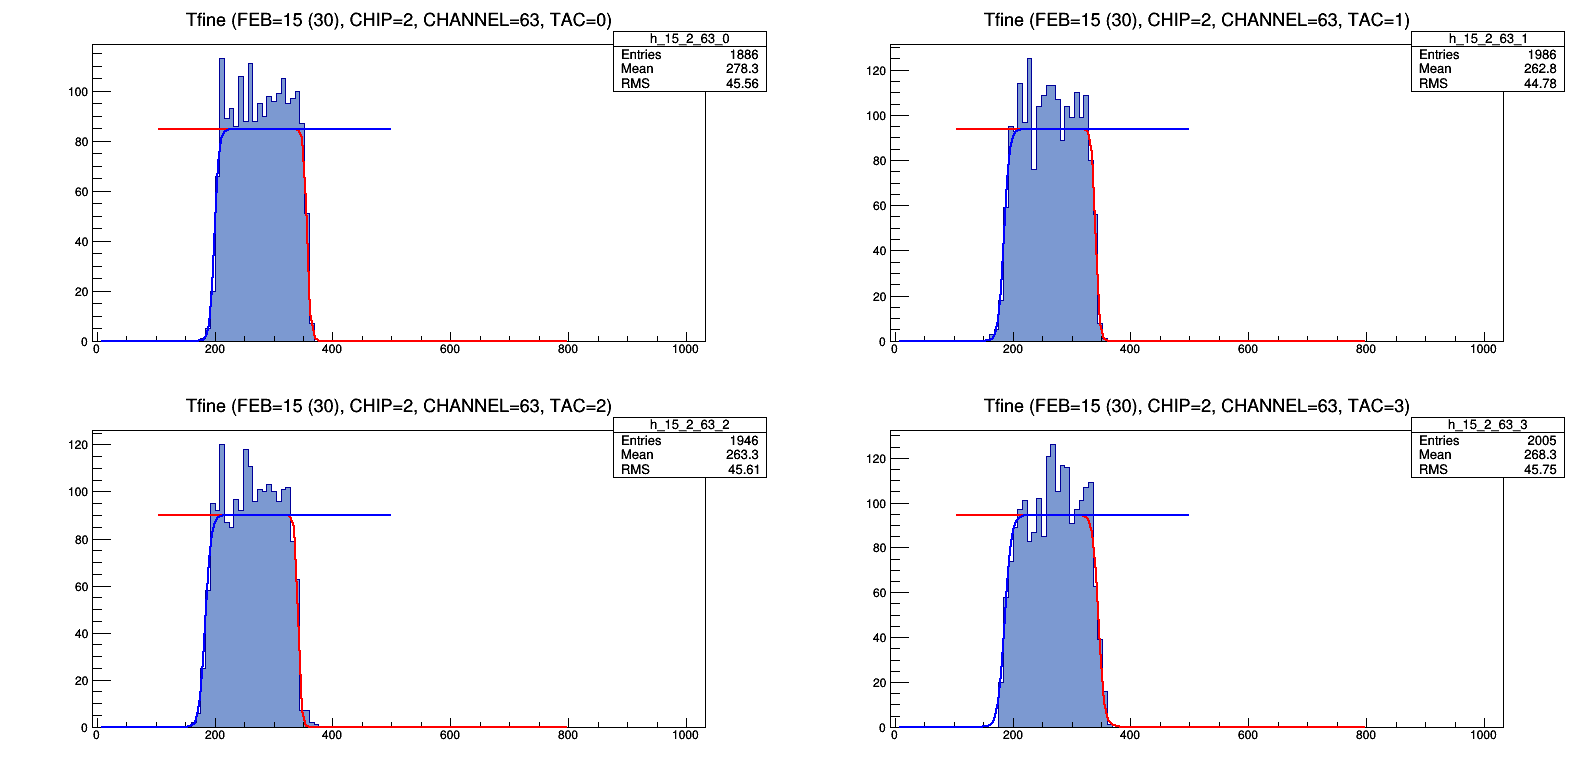 Tfine (FEB=15 (30), CHIP=2, CHANNEL=63, TAC=0)
h_15_2_63_0
Entries 1886
Mean 278.3
RMS 45.56
100
80
60
40
20
0
0 200 400 600 800 1000
Tfine (FEB=15 (30), CHIP=2, CHANNEL=63, TAC=1)
h_15_2_63_1
Entries 1986
Mean 262.8
RMS 44.78
120
100
80
60
40
20
0
0 200 400 600 800 1000
Tfine (FEB=15 (30), CHIP=2, CHANNEL=63, TAC=2)
h_15_2_63_2
Entries 1946
Mean 263.3
RMS 45.61
120
100
80
60
40
20
0
0 200 400 600 800 1000
Tfine (FEB=15 (30), CHIP=2, CHANNEL=63, TAC=3)
h_15_2_63_3
Entries 2005
Mean 268.3
RMS 45.75
120
100
80
60
40
20
0
0 200 400 600 800 1000